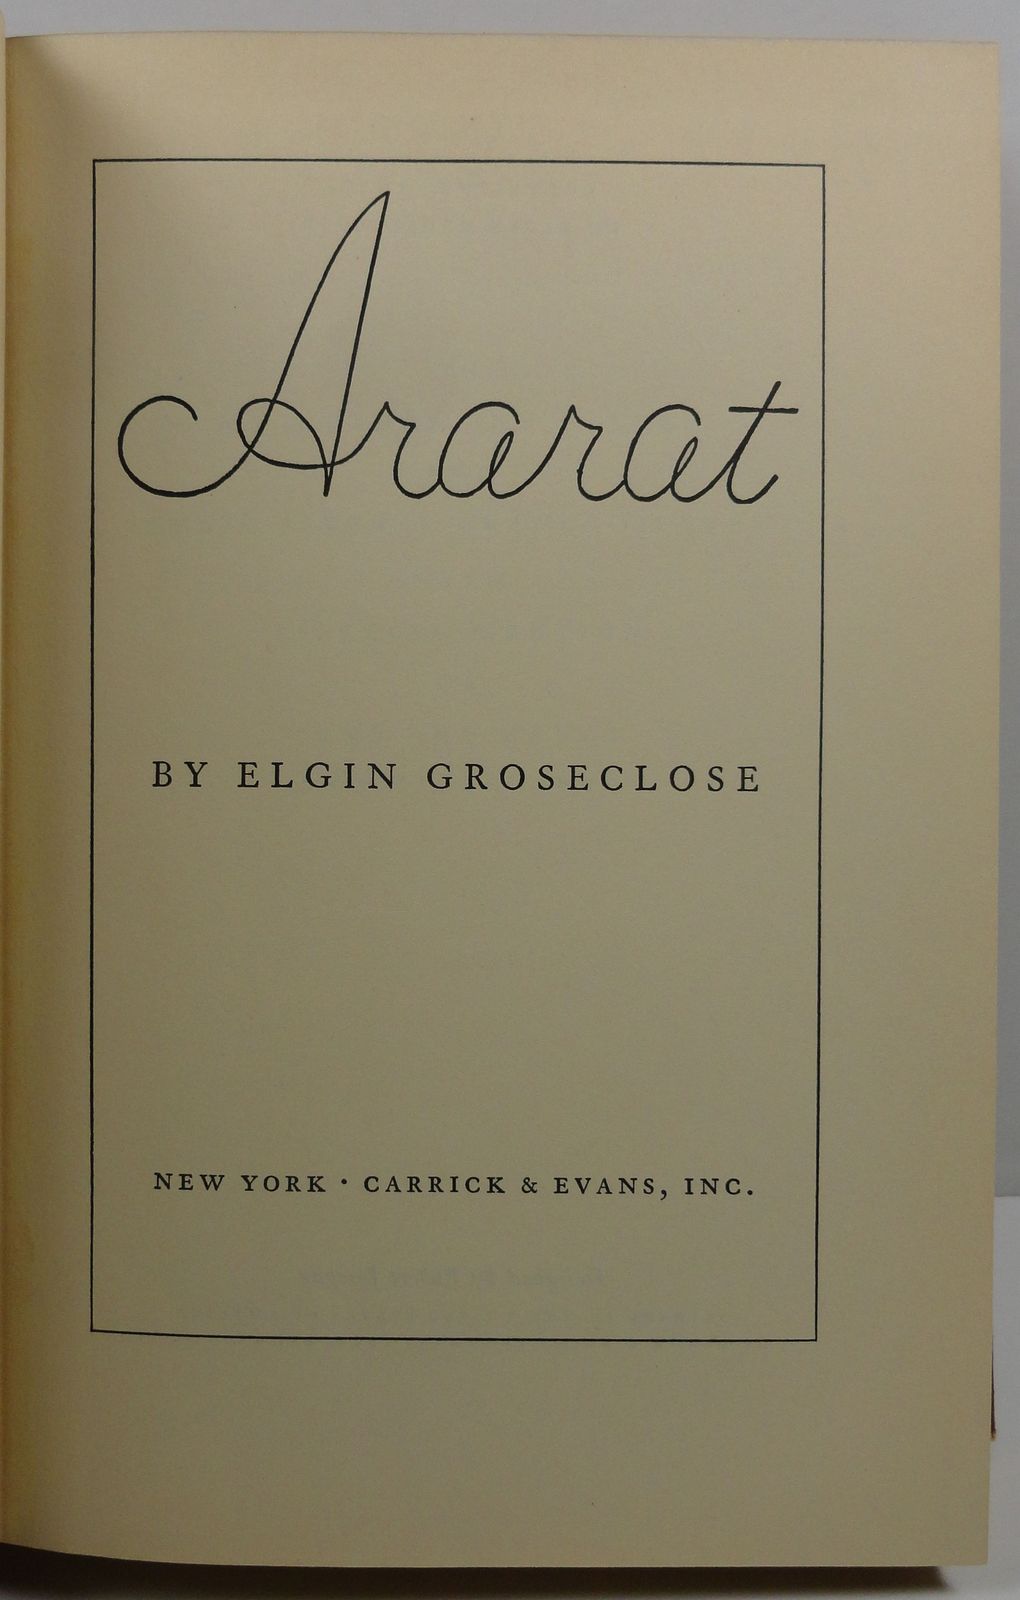 Ararat
BY ELGIN GROSECLOSE
NEW YORK · CARRICK & EVANS, INC.